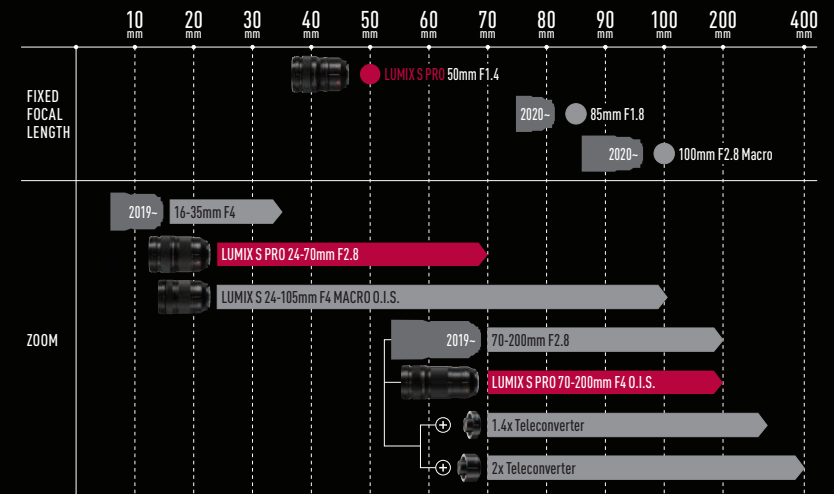 10 20 30 40 50 60 70 80 90 100 200 400
mm mm mm mm mm mm mm mm mm mm mm mm
FIXED
FOCAL
LENGTH
LUMIX S PRO 50mm F1.4
2020~ 85mm F1.8
2020~ 100mm F2.8 Macro
ZOOM
2019~ 16-35mm F4
LUMIX S PRO 24-70mm F2.8
LUMIX S 24-105mm F4 MACRO O.I.S.
2019~ 70-200mm F2.8
LUMIX S PRO 70-200mm F4 O.I.S.
+ 1.4x Teleconverter
+ 2x Teleconverter